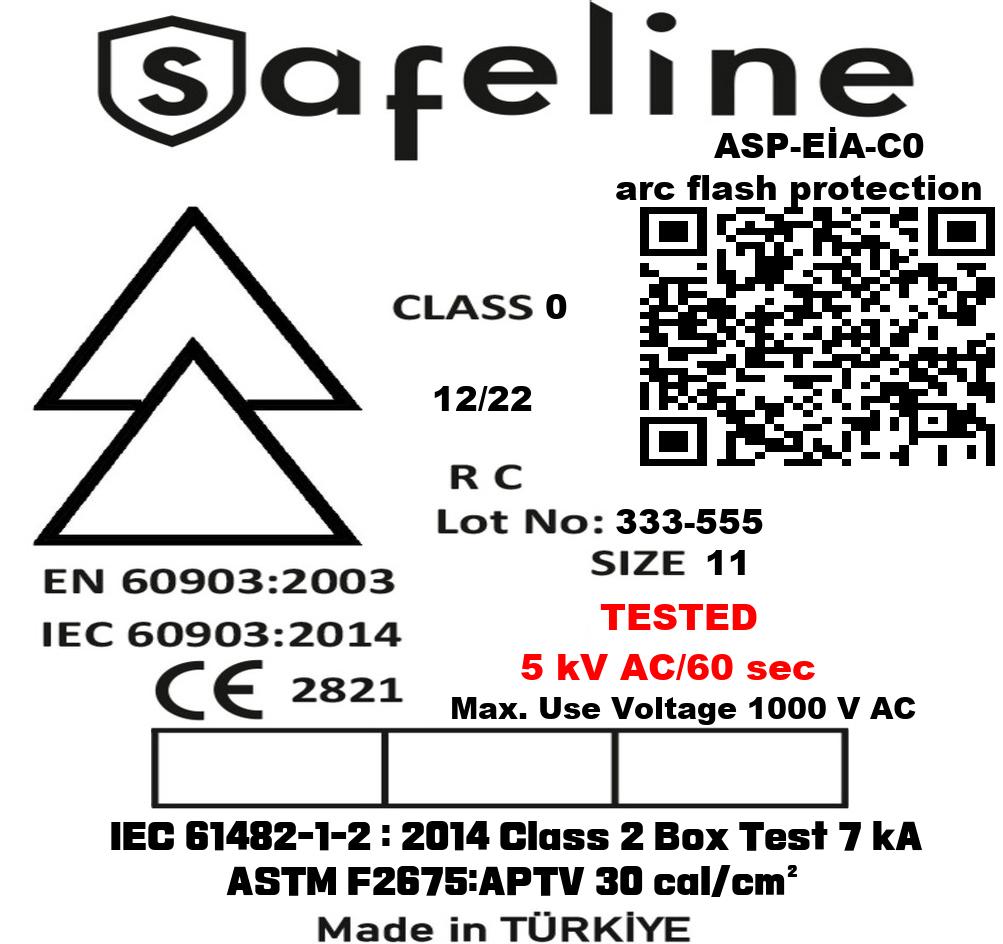 safeline
ASP-EİA-C0
arc flash protection
CLASS 0
12/22
R C
Lot No: 333-555
SIZE 11
EN 60903:2003
IEC 60903:2014
TESTED
5 kV AC/60 sec
CE 2821
Max. Use Voltage 1000 V AC
IEC 61482-1-2 : 2014 Class 2 Box Test 7 kA
ASTM F2675:APTV 30 cal/cm²
Made in TÜRKİYE